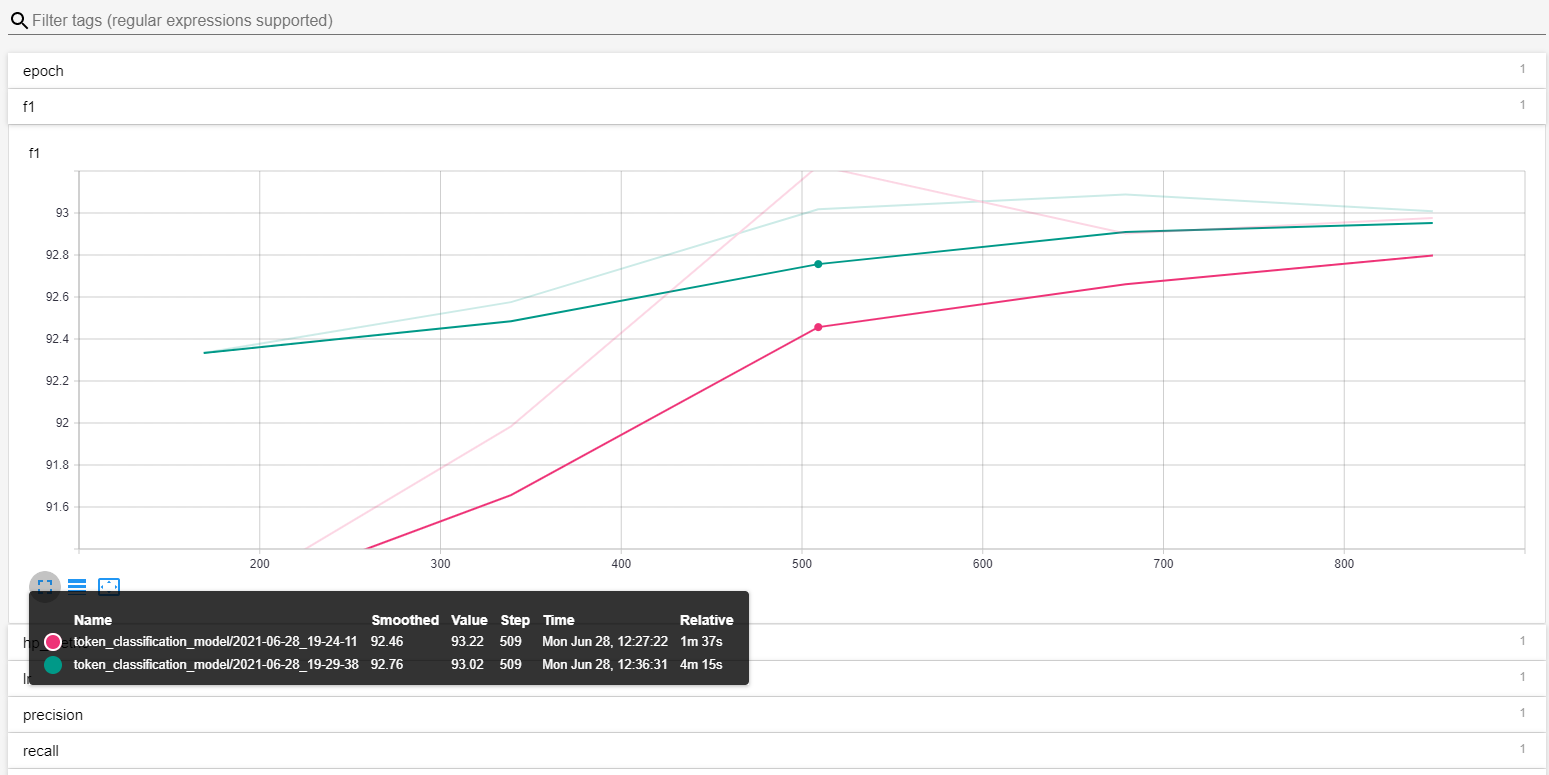 Filter tags (regular expressions supported)
epoch 1
f1 1
f1
93
92.8
92.6
92.4
92.2
92
91.8
91.6
200 300 400 500 600 700 800
Name Smoothed Value Step Time Relative
token_classification_model/2021-06-28_19-24-11 92.46 93.22 509 Mon Jun 28, 12:27:22 1m 37s
token_classification_model/2021-06-28_19-29-38 92.76 93.02 509 Mon Jun 28, 12:36:31 4m 15s
1
lr 1
precision 1
recall 1